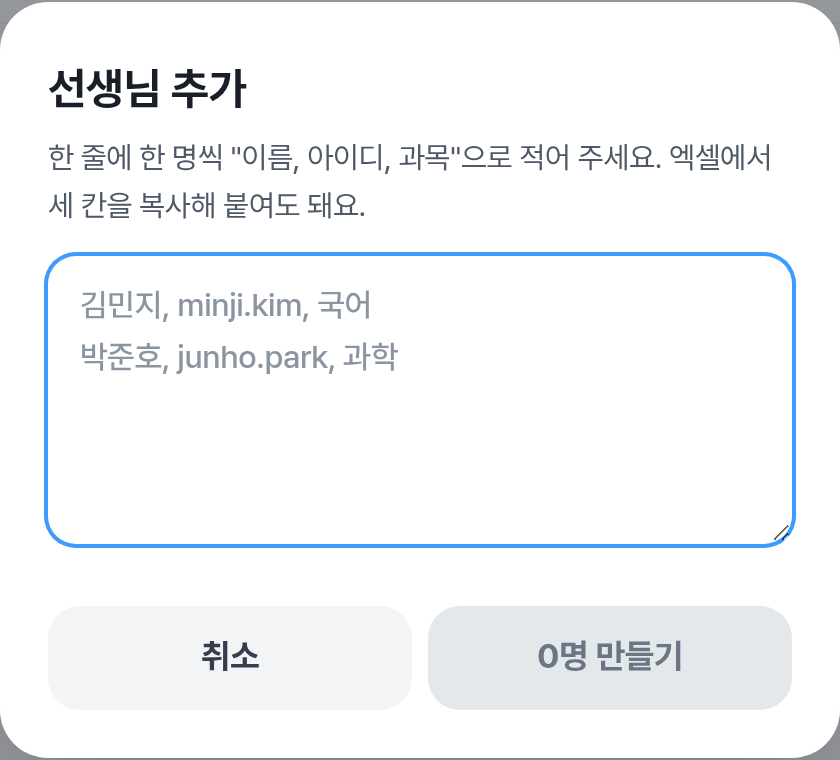 선생님 추가
한 줄에 한 명씩 "이름, 아이디, 과목"으로 적어 주세요. 엑셀에서
세 칸을 복사해 붙여도 돼요.
김민지, minji.kim, 국어
박준호, junho.park, 과학
취소
0명 만들기